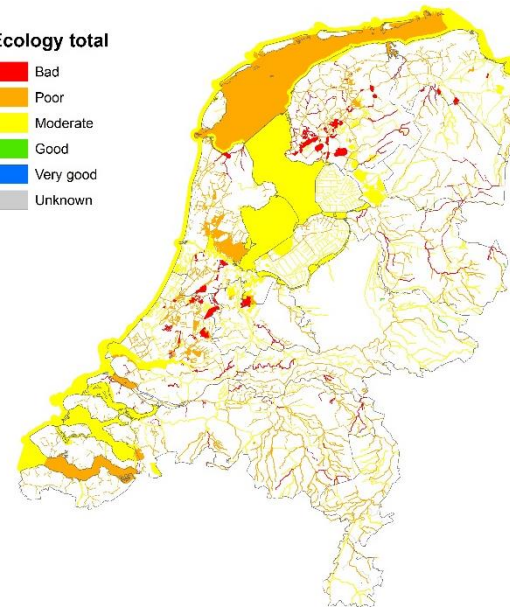 Ecology total
Bad
Poor
Moderate
Good
Very good
Unknown